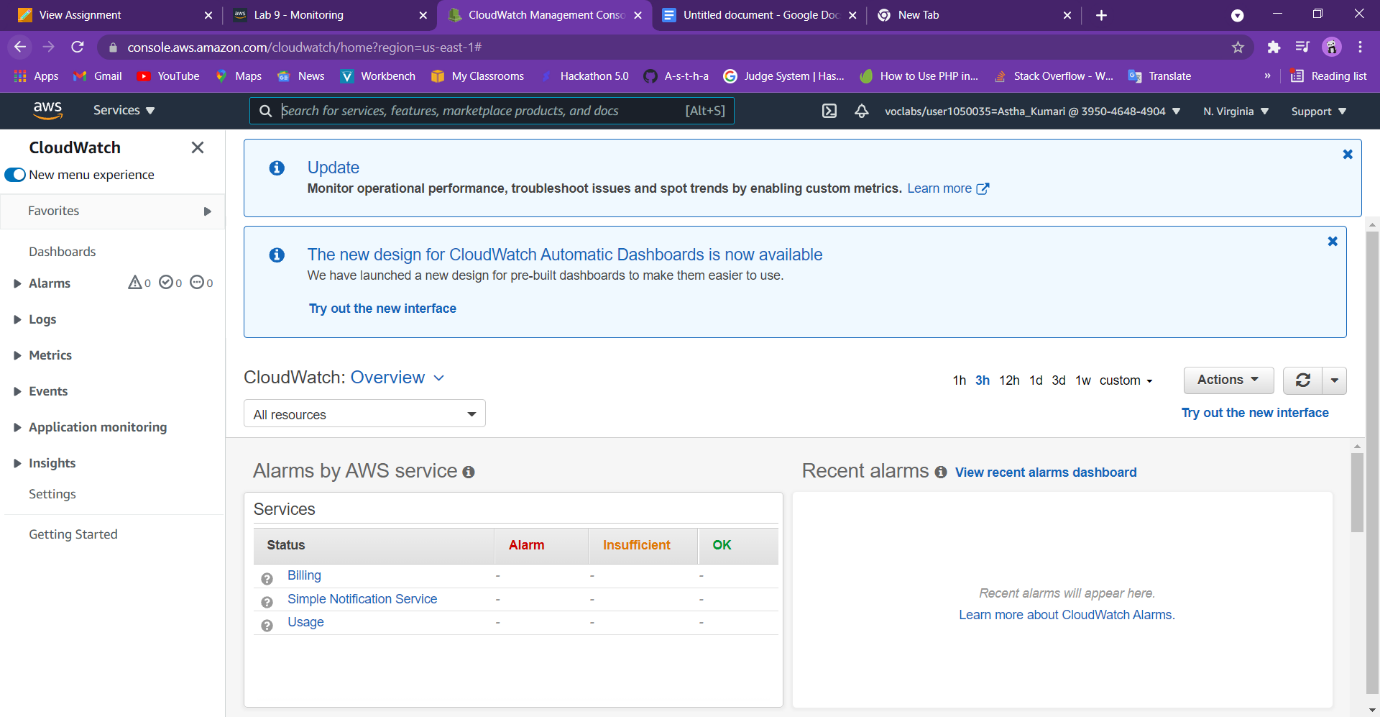 View Assignment
Lab 9 - Monitoring
CloudWatch Management Conso
Untitled document - Google Doc
New Tab
console.aws.amazon.com/cloudwatch/home?region=us-east-1#
Apps Gmail YouTube Maps News Workbench My Classrooms Hackathon 5.0 A-s-t-h-a Judge System | Has... How to Use PHP in... Stack Overflow - W... Translate » Reading list
aws Services Search for services, features, marketplace products, and docs [Alt+S] voclabs/user1050035=Astha_Kumari @ 3950-4648-4904 N. Virginia Support
CloudWatch
New menu experience
Favorites
Dashboards
Alarms 0 0 0
Logs
Metrics
Events
Application monitoring
Insights
Settings
Getting Started
Update
Monitor operational performance, troubleshoot issues and spot trends by enabling custom metrics. Learn more
The new design for CloudWatch Automatic Dashboards is now available
We have launched a new design for pre-built dashboards to make them easier to use.
Try out the new interface
CloudWatch: Overview
1h 3h 12h 1d 3d 1w custom Actions
All resources
Try out the new interface
Alarms by AWS service
Services
Status Alarm Insufficient OK
Billing - - -
Simple Notification Service - - -
Usage - - -
Recent alarms View recent alarms dashboard
Recent alarms will appear here.
Learn more about CloudWatch Alarms.